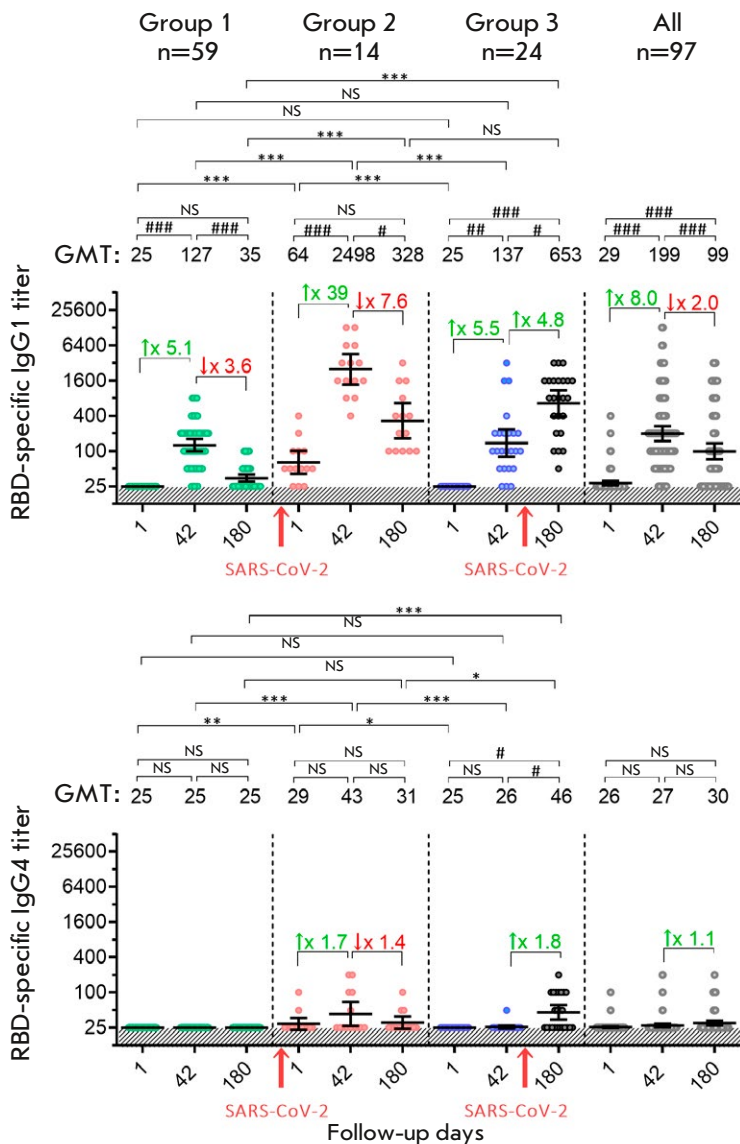 Group 1 Group 2 Group 3 All
n=59 n=14 n=24 n=97
***
NS
NS
*** NS
*** ***
*** ***
NS NS ### ###
### ### ### # ## # ### ###
GMT: 25 127 35 64 2498 328 25 137 653 29 199 99
RBD-specific IgG1 titer
25600
6400
1600
400
100
25
↑x 5.1 ↓x 3.6 ↑x 39 ↓x 7.6 ↑x 5.5 ↑x 4.8 ↑x 8.0 ↓x 2.0
1 42 180 1 42 180 1 42 180 1 42 180
SARS-CoV-2 SARS-CoV-2
***
NS
NS
NS *
*** ***
** *
NS NS # NS
NS NS NS NS NS # NS NS
GMT: 25 25 25 29 43 31 25 26 46 26 27 30
RBD-specific IgG4 titer
25600
6400
1600
400
100
25
↑x 1.7 ↓x 1.4 ↑x 1.8 ↑x 1.1
1 42 180 1 42 180 1 42 180 1 42 180
SARS-CoV-2 SARS-CoV-2
Follow-up days